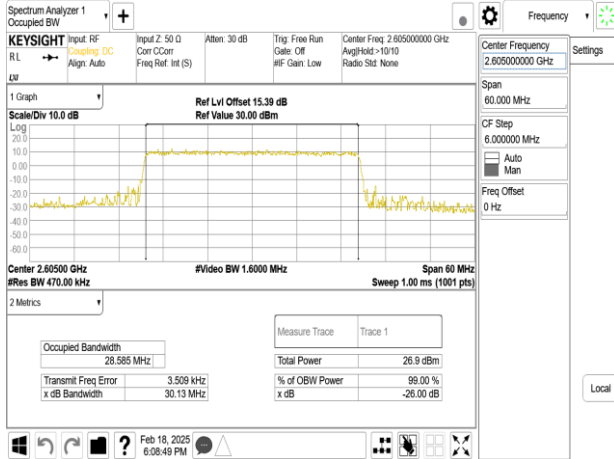 Spectrum Analyzer 1
Occupied BW
Frequency
KEYSIGHT
RL
LXI
Input: RF
Coupling: DC
Align: Auto
Input Z: 50 Ω
Corr CCorr
Freq Ref: Int (S)
Atten: 30 dB
Trig: Free Run
Gate: Off
#IF Gain: Low
Center Freq: 2.605000000 GHz
Avg|Hold:>10/10
Radio Std: None
Center Frequency
2.605000000 GHz
Settings
Span
60.000 MHz
CF Step
6.000000 MHz
Auto
Man
Freq Offset
0 Hz
Local
1 Graph
Scale/Div 10.0 dB
Ref Lvl Offset 15.39 dB
Ref Value 30.00 dBm
Log
20.0
10.0
0.00
-10.0
-20.0
-30.0
-40.0
-50.0
-60.0
Center 2.60500 GHz
#Video BW 1.6000 MHz
Span 60 MHz
#Res BW 470.00 kHz
Sweep 1.00 ms (1001 pts)
2 Metrics
Measure Trace Trace 1
Occupied Bandwidth
28.585 MHz
Total Power 26.9 dBm
Transmit Freq Error 3.509 kHz
% of OBW Power 99.00 %
x dB Bandwidth 30.13 MHz
x dB -26.00 dB
?
Feb 18, 2025
6:08:49 PM